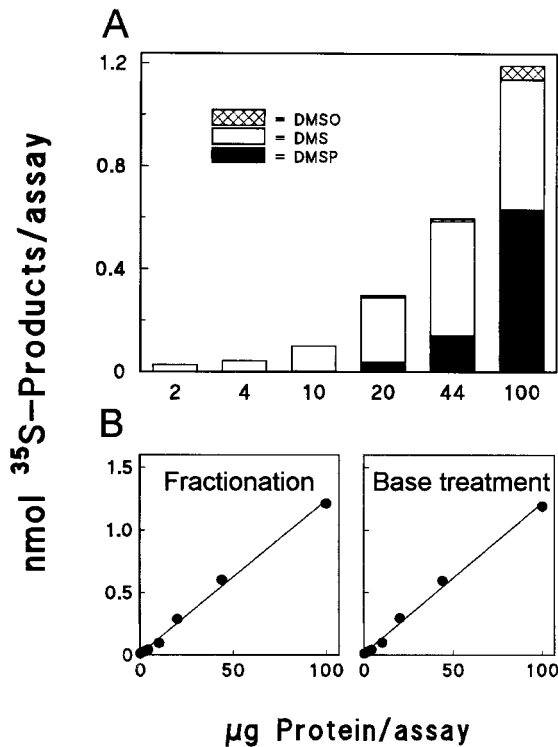 A
1.2
0.8
0.4
0
= DMSO
= DMS
= DMSP
2 4 10 20 44 100
nmol ³⁵S–Products/assay
B
1.5
1.0
0.5
0
Fractionation
Base treatment
0 50 100
0 50 100
µg Protein/assay